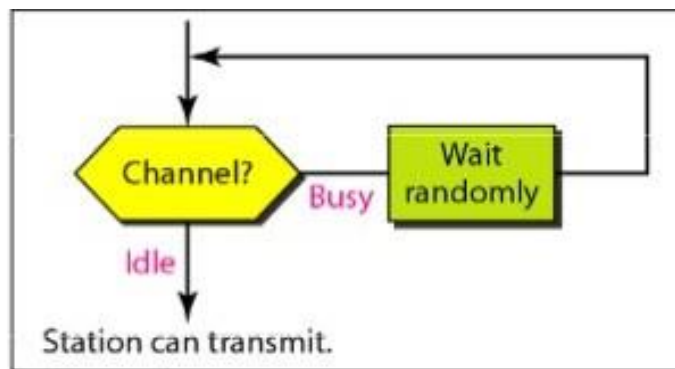 Channel?
Wait
randomly
Busy
Idle
Station can transmit.